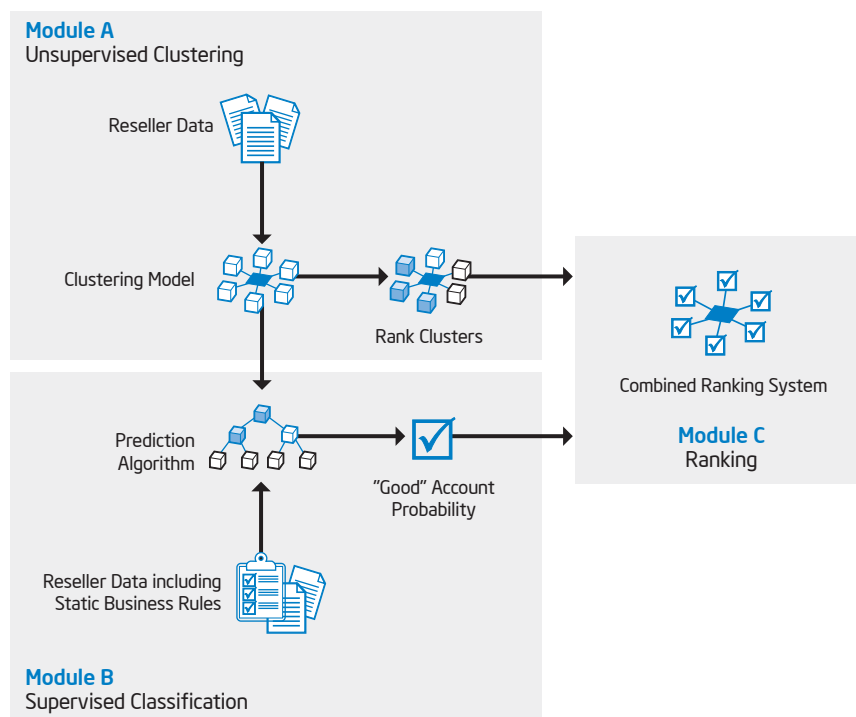 Module A
Unsupervised Clustering
Reseller Data
Clustering Model
Rank Clusters
Prediction
Algorithm
"Good" Account
Probability
Reseller Data including
Static Business Rules
Module B
Supervised Classification
Combined Ranking System
Module C
Ranking